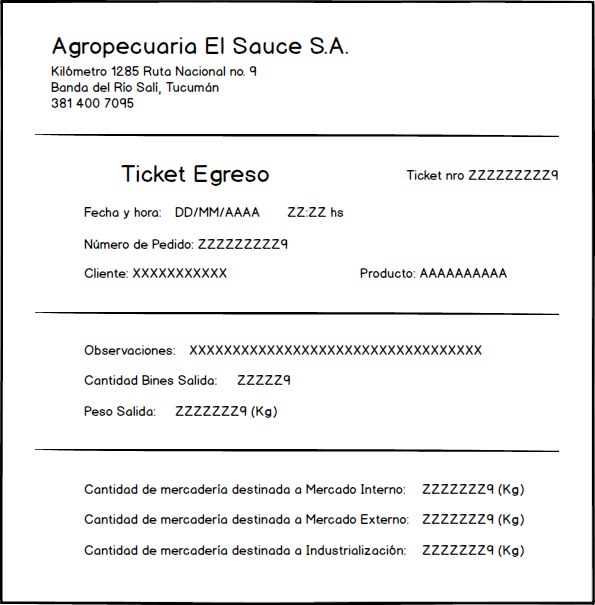 Agropecuaria El Sauce S.A.
Kilómetro 1285 Ruta Nacional no. 9
Banda del Río Salí, Tucumán
381 400 7095
Ticket Egreso
Ticket nro ZZZZZZZZZ9
Fecha y hora: DD/MM/AAAA ZZ:ZZ hs
Número de Pedido: ZZZZZZZZZ9
Cliente: XXXXXXXXXXX Producto: AAAAAAAAAA
Observaciones: XXXXXXXXXXXXXXXXXXXXXXXXXXXXXXXXXX
Cantidad Bines Salida: ZZZZZ9
Peso Salida: ZZZZZZZ9 (Kg)
Cantidad de mercadería destinada a Mercado Interno: ZZZZZZZ9 (Kg)
Cantidad de mercadería destinada a Mercado Externo: ZZZZZZZ9 (Kg)
Cantidad de mercadería destinada a Industrialización: ZZZZZZZ9 (Kg)